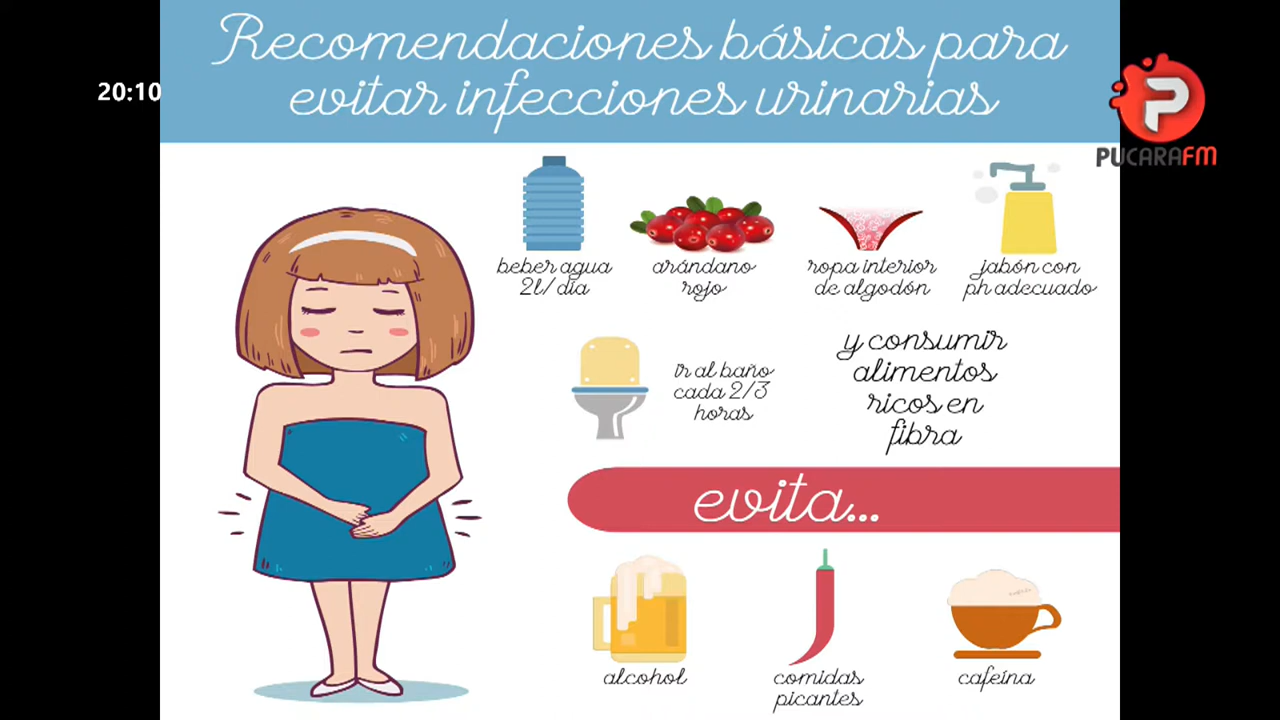 Recomendaciones básicas para
evitar infecciones urinarias
20:10
PUCARAFM
beber agua
2l/día
arándano
rojo
ropa interior
de algodón
jabón con
ph adecuado
ir al baño
cada 2/3
horas
y consumir
alimentos
ricos en
fibra
evita...
alcohol
comidas
picantes
cafeína